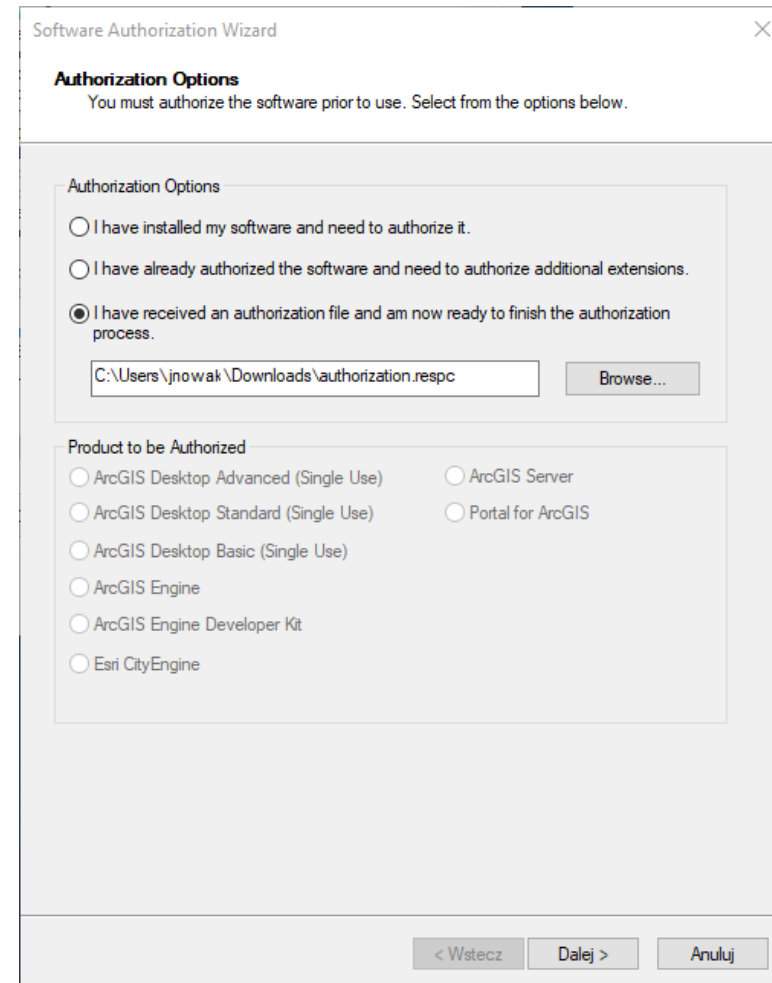 Software Authorization Wizard
Authorization Options
You must authorize the software prior to use. Select from the options below.
Authorization Options
I have installed my software and need to authorize it.
I have already authorized the software and need to authorize additional extensions.
I have received an authorization file and am now ready to finish the authorization
process.
C:\Users\jnowak\Downloads\authorization.respc
Browse...
Product to be Authorized
ArcGIS Desktop Advanced (Single Use)
ArcGIS Server
ArcGIS Desktop Standard (Single Use)
Portal for ArcGIS
ArcGIS Desktop Basic (Single Use)
ArcGIS Engine
ArcGIS Engine Developer Kit
Esri CityEngine
< Wstecz
Dalej >
Anuluj